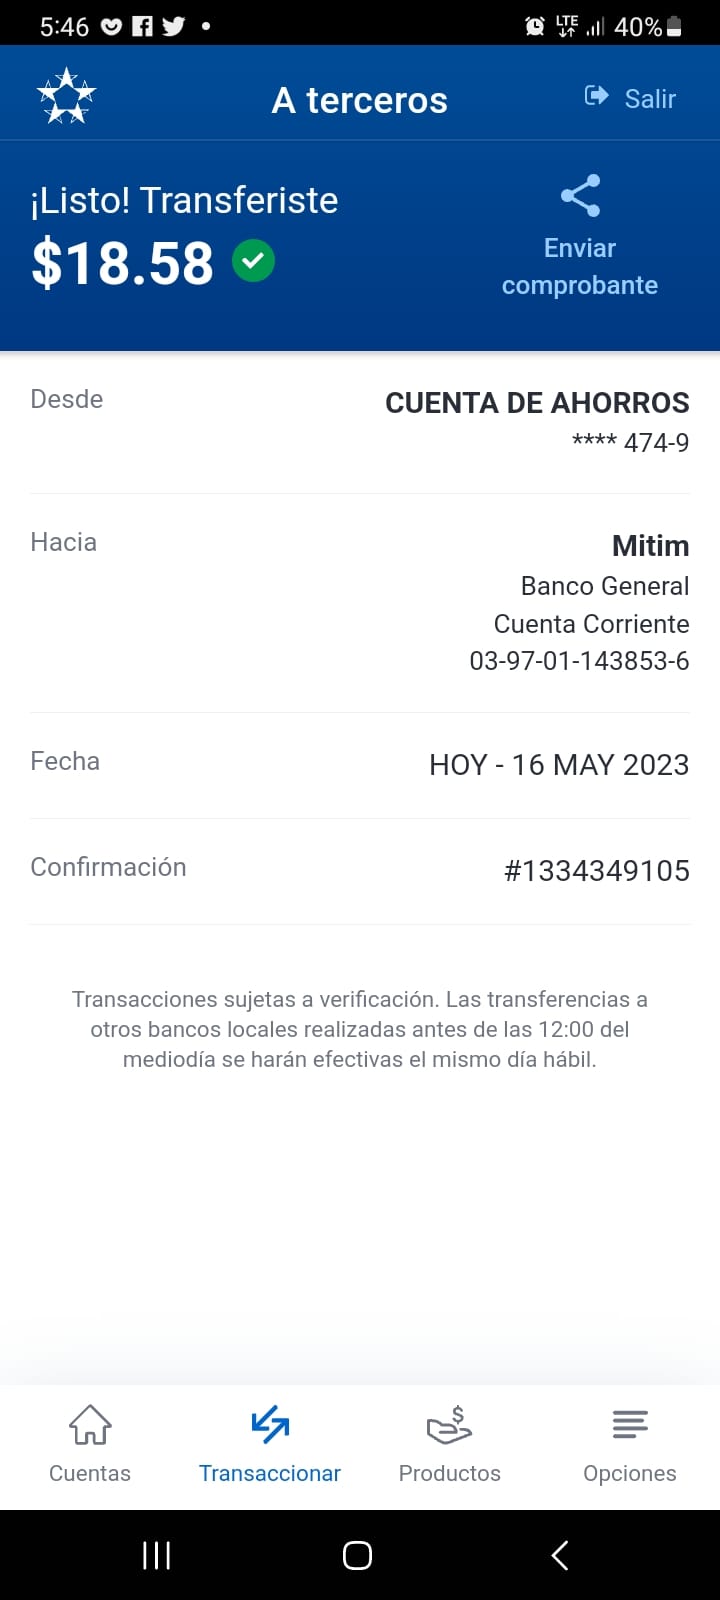 5:46
LTE
40%
A terceros
Salir
¡Listo! Transferiste
$18.58
Enviar
comprobante
Desde
CUENTA DE AHORROS
**** 474-9
Hacia
Mitim
Banco General
Cuenta Corriente
03-97-01-143853-6
Fecha
HOY - 16 MAY 2023
Confirmación
#1334349105
Transacciones sujetas a verificación. Las transferencias a
otros bancos locales realizadas antes de las 12:00 del
mediodía se harán efectivas el mismo día hábil.
Cuentas
Transaccionar
Productos
Opciones